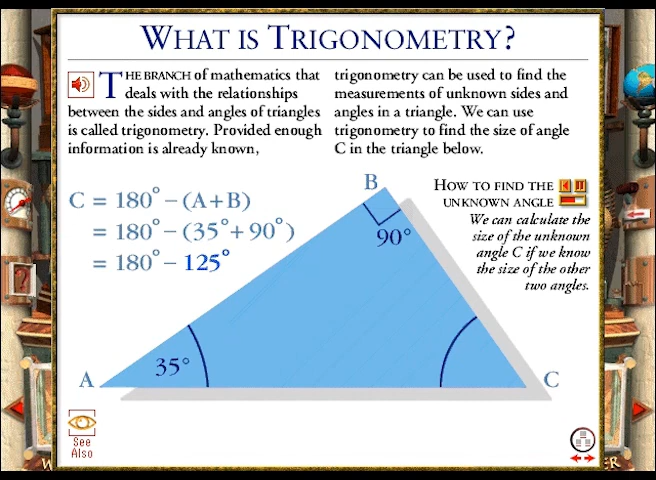 WHAT IS TRIGONOMETRY?
THE BRANCH of mathematics that
deals with the relationships
between the sides and angles of triangles
is called trigonometry. Provided enough
information is already known,
trigonometry can be used to find the
measurements of unknown sides and
angles in a triangle. We can use
trigonometry to find the size of angle
C in the triangle below.
C = 180° – (A+B)
= 180° – (35°+ 90°)
= 180° – 125°
HOW TO FIND THE
UNKNOWN ANGLE
We can calculate the
size of the unknown
angle C if we know
the size of the other
two angles.
B
90°
35°
A
C
See
Also